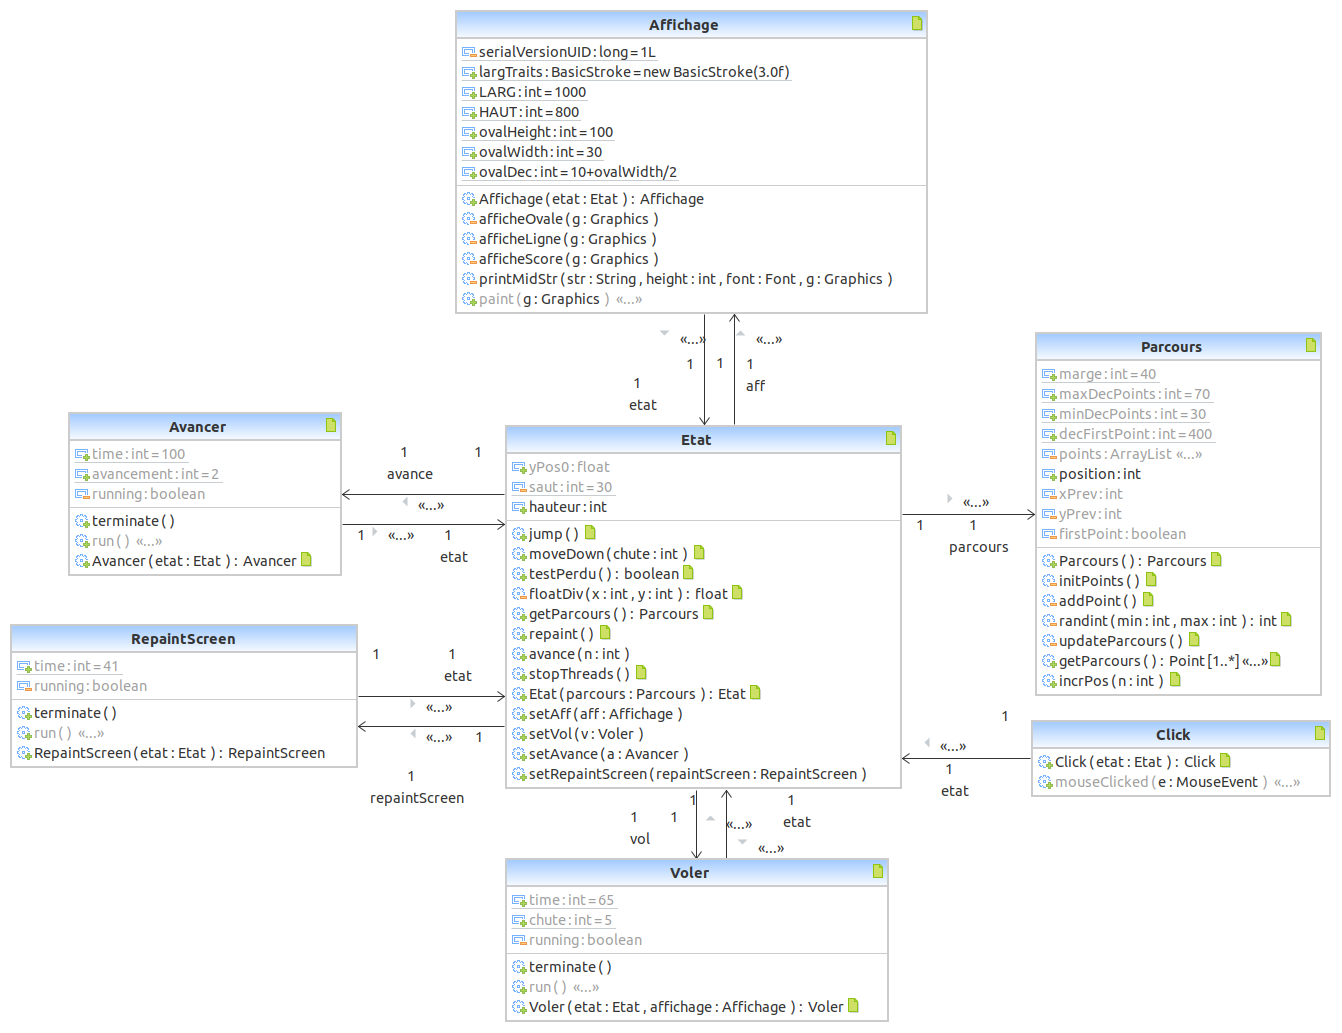 Affichage
serialVersionUID:long=1L
largTraits:BasicStroke=new BasicStroke(3.0f)
LARG:int=1000
HAUT:int=800
ovalHeight:int=100
ovalWidth:int=30
ovalDec:int=10+ovalWidth/2
Affichage(etat:Etat): Affichage
afficheOvale(g:Graphics)
afficheLigne(g:Graphics)
afficheScore(g:Graphics)
printMidStr(str:String, height:int, font:Font, g:Graphics)
paint(g:Graphics) «...»
«...»
«...»
1
1
1
1
aff
etat
Parcours
marge:int=40
maxDecPoints:int=70
minDecPoints:int=30
decFirstPoint:int=400
points:ArrayList «...»
position:int
xPrev:int
yPrev:int
firstPoint:boolean
Parcours(): Parcours
initPoints()
addPoint()
randint(min:int, max:int): int
updateParcours()
getParcours(): Point[1..*] «...»
incrPos(n:int)
Avancer
time:int=100
avancement:int=2
running:boolean
terminate()
run() «...»
Avancer(etat:Etat): Avancer
1
1
avance
«...»
1
«...»
1
etat
Etat
yPos0:float
saut:int=30
hauteur:int
jump()
moveDown(chute:int)
testPerdu(): boolean
floatDiv(x:int, y:int): float
getParcours(): Parcours
repaint()
avance(n:int)
stopThreads()
Etat(parcours:Parcours): Etat
setAff(aff:Affichage)
setVol(v:Voler)
setAvance(a:Avancer)
setRepaintScreen(repaintScreen:RepaintScreen)
«...»
1
1
parcours
RepaintScreen
time:int=41
running:boolean
terminate()
run() «...»
RepaintScreen(etat:Etat): RepaintScreen
1
1
etat
«...»
«...»
1
1
repaintScreen
Click
Click(etat:Etat): Click
mouseClicked(e:MouseEvent) «...»
1
«...»
1
etat
1
1
1
1
vol
«...»
etat
«...»
Voler
time:int=65
chute:int=5
running:boolean
terminate()
run() «...»
Voler(etat:Etat, affichage:Affichage): Voler